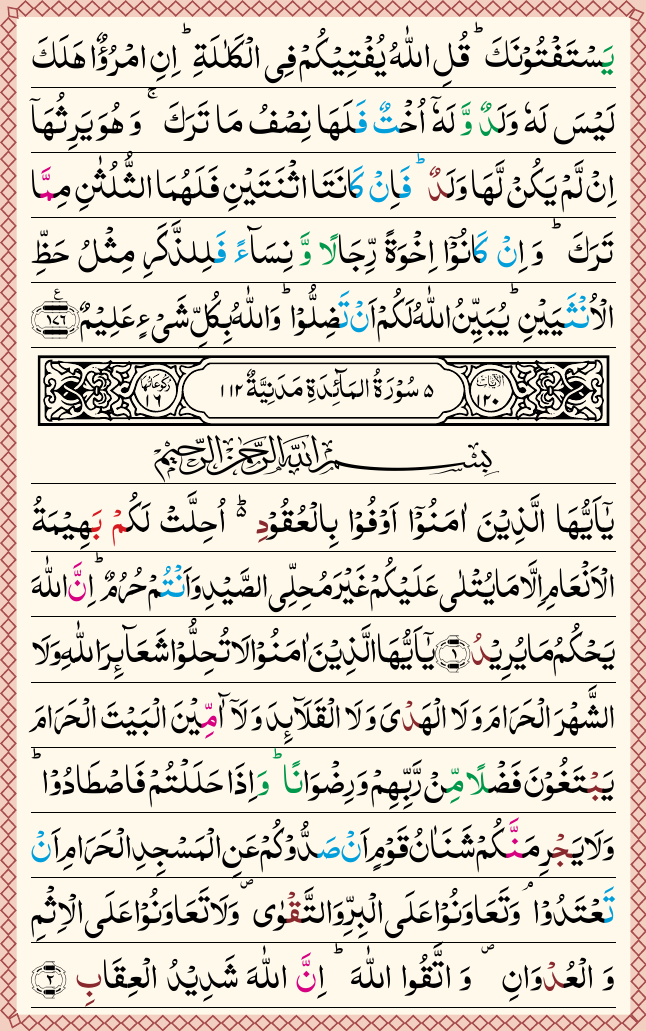 یَسْتَفْتُوْنَكَ ؕ قُلِ اللّٰهُ یُفْتِیْكُمْ فِی الْكَلٰلَةِ ؕ اِنِ امْرُؤٌا هَلَكَ
لَیْسَ لَهٗ وَلَدٌ وَّ لَهٗۤ اُخْتٌ فَلَهَا نِصْفُ مَا تَرَكَ ۚ وَ هُوَ یَرِثُهَاۤ
اِنْ لَّمْ یَكُنْ لَّهَا وَلَدٌ ؕ فَاِنْ كَانَتَا اثْنَتَیْنِ فَلَهُمَا الثُّلُثٰنِ مِمَّا
تَرَكَ ؕ وَ اِنْ كَانُوْۤا اِخْوَةً رِّجَالًا وَّ نِسَآءً فَلِلذَّكَرِ مِثْلُ حَظِّ
الْاُنْثَیَیْنِ ؕ یُبَیِّنُ اللّٰهُ لَكُمْ اَنْ تَضِلُّوْا ؕ وَ اللّٰهُ بِكُلِّ شَیْءٍ عَلِیْمٌ ﴿۱۷۶﴾ ع
الْاٰیَاتُ ۱۲۰ ۵ سُوْرَةُ الْمَآئِدَةِ مَدَنِیَّةٌ ۱۱۲ رُكُوْعَاتُهَا ۱۶
بِسْمِ اللّٰهِ الرَّحْمٰنِ الرَّحِیْمِ
یٰۤاَیُّهَا الَّذِیْنَ اٰمَنُوْۤا اَوْفُوْا بِالْعُقُوْدِ ؕ۬ اُحِلَّتْ لَكُمْ بَهِیْمَةُ
الْاَنْعَامِ اِلَّا مَا یُتْلٰی عَلَیْكُمْ غَیْرَ مُحِلِّی الصَّیْدِ وَ اَنْتُمْ حُرُمٌ ؕ اِنَّ اللّٰهَ
یَحْكُمُ مَا یُرِیْدُ ﴿۱﴾ یٰۤاَیُّهَا الَّذِیْنَ اٰمَنُوْا لَا تُحِلُّوْا شَعَآئِرَ اللّٰهِ وَ لَا
الشَّهْرَ الْحَرَامَ وَ لَا الْهَدْیَ وَ لَا الْقَلَآئِدَ وَ لَاۤ آٰمِّیْنَ الْبَیْتَ الْحَرَامَ
یَبْتَغُوْنَ فَضْلًا مِّنْ رَّبِّهِمْ وَ رِضْوَانًا ؕ وَ اِذَا حَلَلْتُمْ فَاصْطَادُوْا ؕ
وَ لَا یَجْرِمَنَّكُمْ شَنَاٰنُ قَوْمٍ اَنْ صَدُّوْكُمْ عَنِ الْمَسْجِدِ الْحَرَامِ اَنْ
تَعْتَدُوْا ۘ وَ تَعَاوَنُوْا عَلَی الْبِرِّ وَ التَّقْوٰی ۪ وَ لَا تَعَاوَنُوْا عَلَی الْاِثْمِ
وَ الْعُدْوَانِ ۪ وَ اتَّقُوا اللّٰهَ ؕ اِنَّ اللّٰهَ شَدِیْدُ الْعِقَابِ ﴿۲﴾